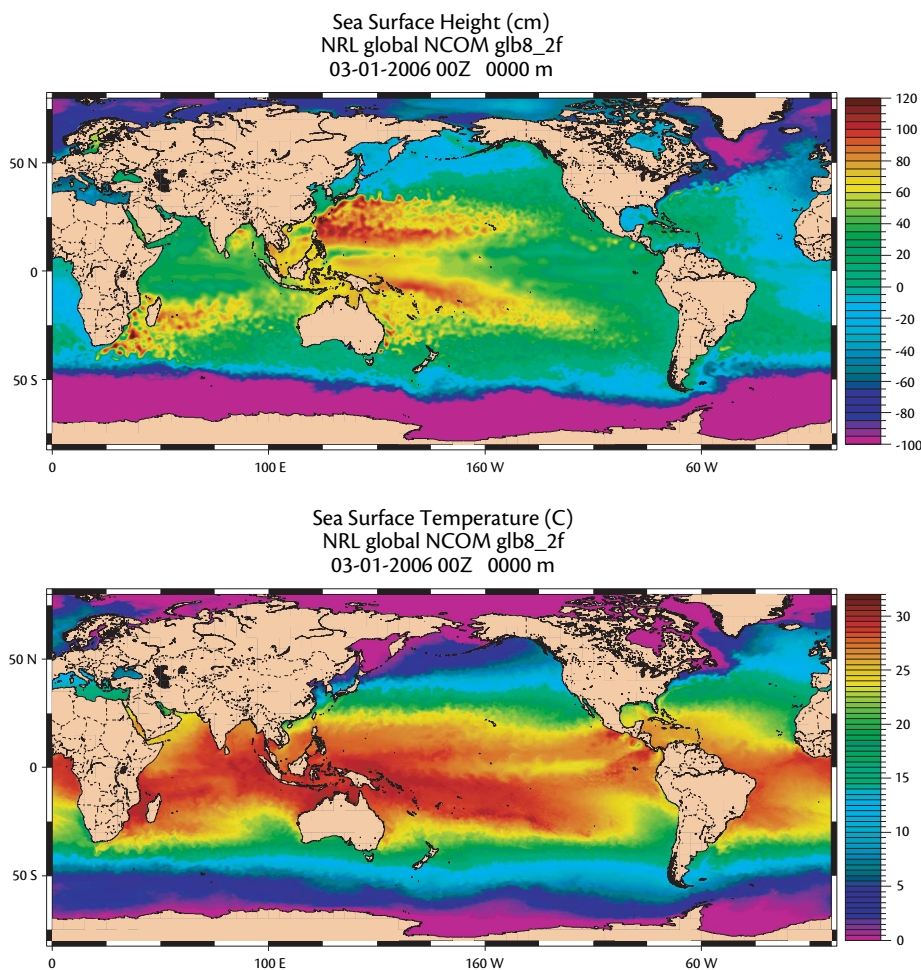 Sea Surface Height (cm)
NRL global NCOM glb8_2f
03-01-2006 00Z 0000 m
50 N
0
50 S
0
100 E
160 W
60 W
120
100
80
60
40
20
0
-20
-40
-60
-80
-100
Sea Surface Temperature (C)
NRL global NCOM glb8_2f
03-01-2006 00Z 0000 m
50 N
0
50 S
0
100 E
160 W
60 W
30
25
20
15
10
5
0